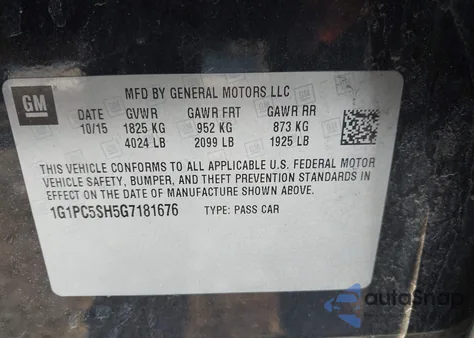 GM
MFD BY GENERAL MOTORS LLC
DATE GVWR GAWR FRT GAWR RR
10/15 1825 KG 952 KG 873 KG
4024 LB 2099 LB 1925 LB
THIS VEHICLE CONFORMS TO ALL APPLICABLE U.S. FEDERAL MOTOR
VEHICLE SAFETY, BUMPER, AND THEFT PREVENTION STANDARDS IN
EFFECT ON THE DATE OF MANUFACTURE SHOWN ABOVE.
1G1PC5SH5G7181676 TYPE: PASS CAR
autoSnap